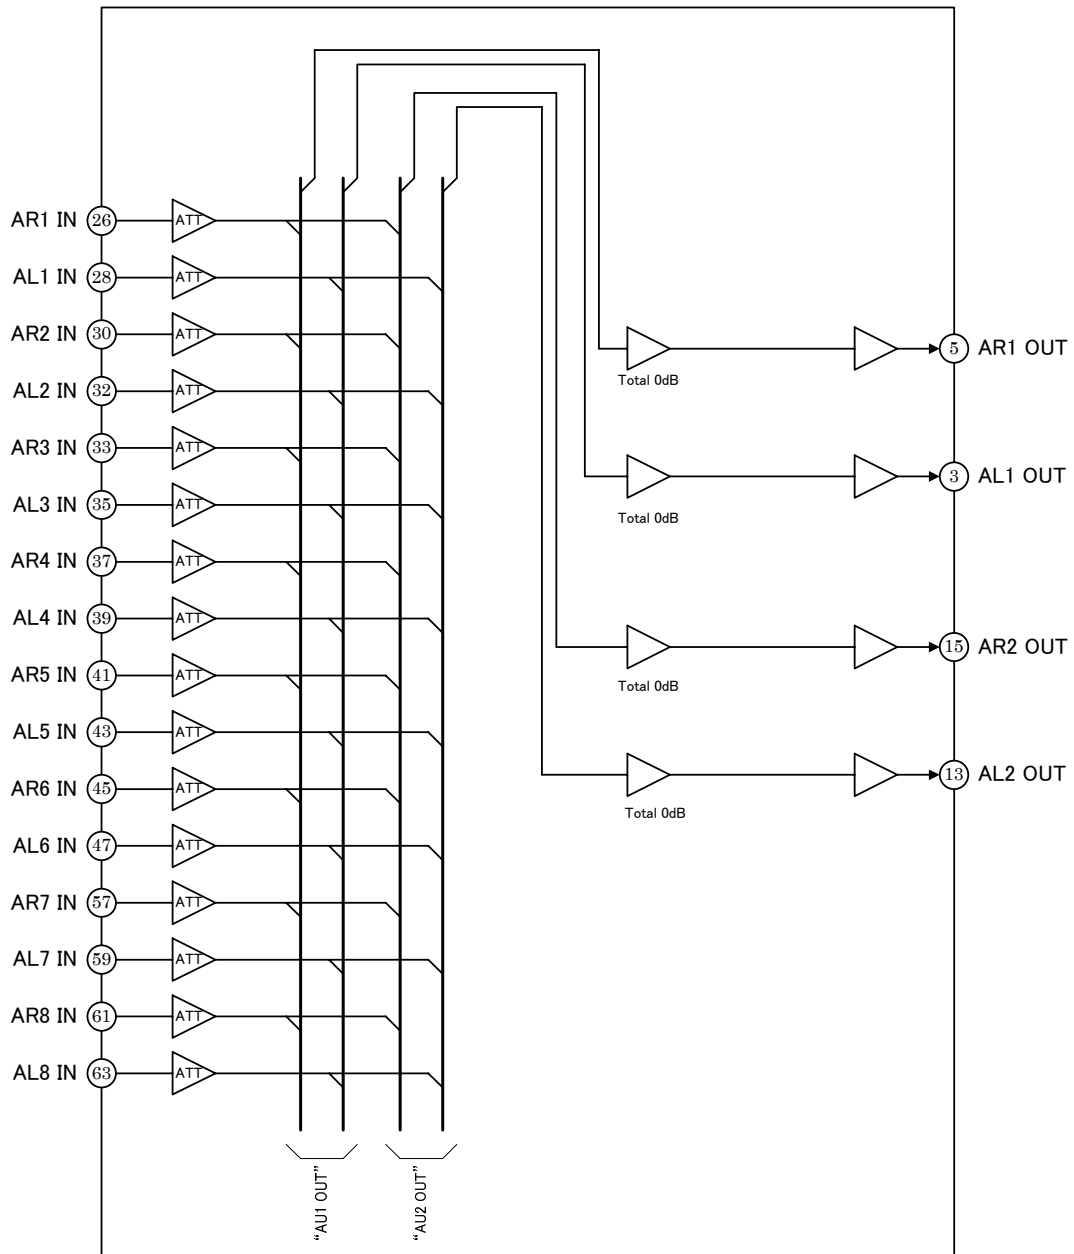 AR1 IN 26 ATT
AL1 IN 28 ATT
AR2 IN 30 ATT
AL2 IN 32 ATT
AR3 IN 33 ATT
AL3 IN 35 ATT
AR4 IN 37 ATT
AL4 IN 39 ATT
AR5 IN 41 ATT
AL5 IN 43 ATT
AR6 IN 45 ATT
AL6 IN 47 ATT
AR7 IN 57 ATT
AL7 IN 59 ATT
AR8 IN 61 ATT
AL8 IN 63 ATT
5 AR1 OUT
Total 0dB
3 AL1 OUT
Total 0dB
15 AR2 OUT
Total 0dB
13 AL2 OUT
Total 0dB
“AU1 OUT”
“AU2 OUT”